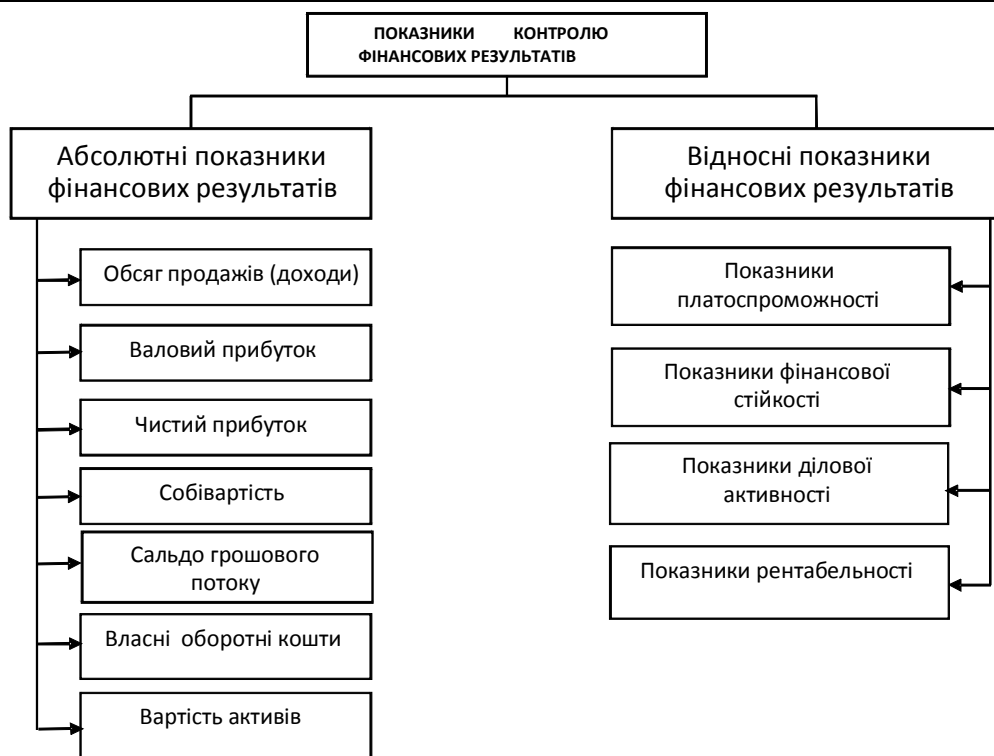 ПОКАЗНИКИ КОНТРОЛЮ
ФІНАНСОВИХ РЕЗУЛЬТАТІВ
Абсолютні показники
фінансових результатів
Обсяг продажів (доходи)
Валовий прибуток
Чистий прибуток
Собівартість
Сальдо грошового
потоку
Власні оборотні кошти
Вартість активів
Відносні показники
фінансових результатів
Показники
платоспроможності
Показники фінансової
стійкості
Показники ділової
активності
Показники рентабельності